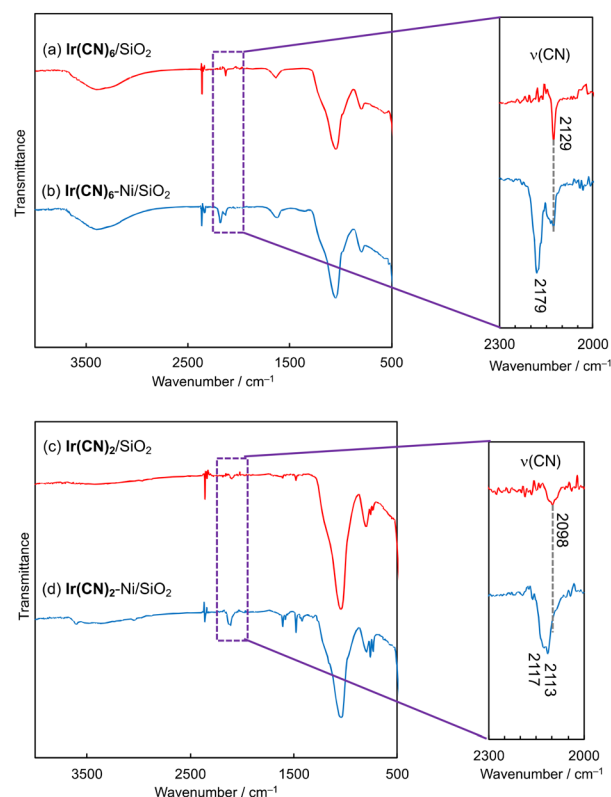 (a) Ir(CN)₆/SiO₂
ν(CN)
2129
Transmittance
(b) Ir(CN)₆-Ni/SiO₂
2179
3500 2500 1500 500
Wavenumber / cm⁻¹
2300 2000
Wavenumber / cm⁻¹
(c) Ir(CN)₂/SiO₂
ν(CN)
2098
Transmittance
(d) Ir(CN)₂-Ni/SiO₂
2117 2113
3500 2500 1500 500
Wavenumber / cm⁻¹
2300 2000
Wavenumber / cm⁻¹